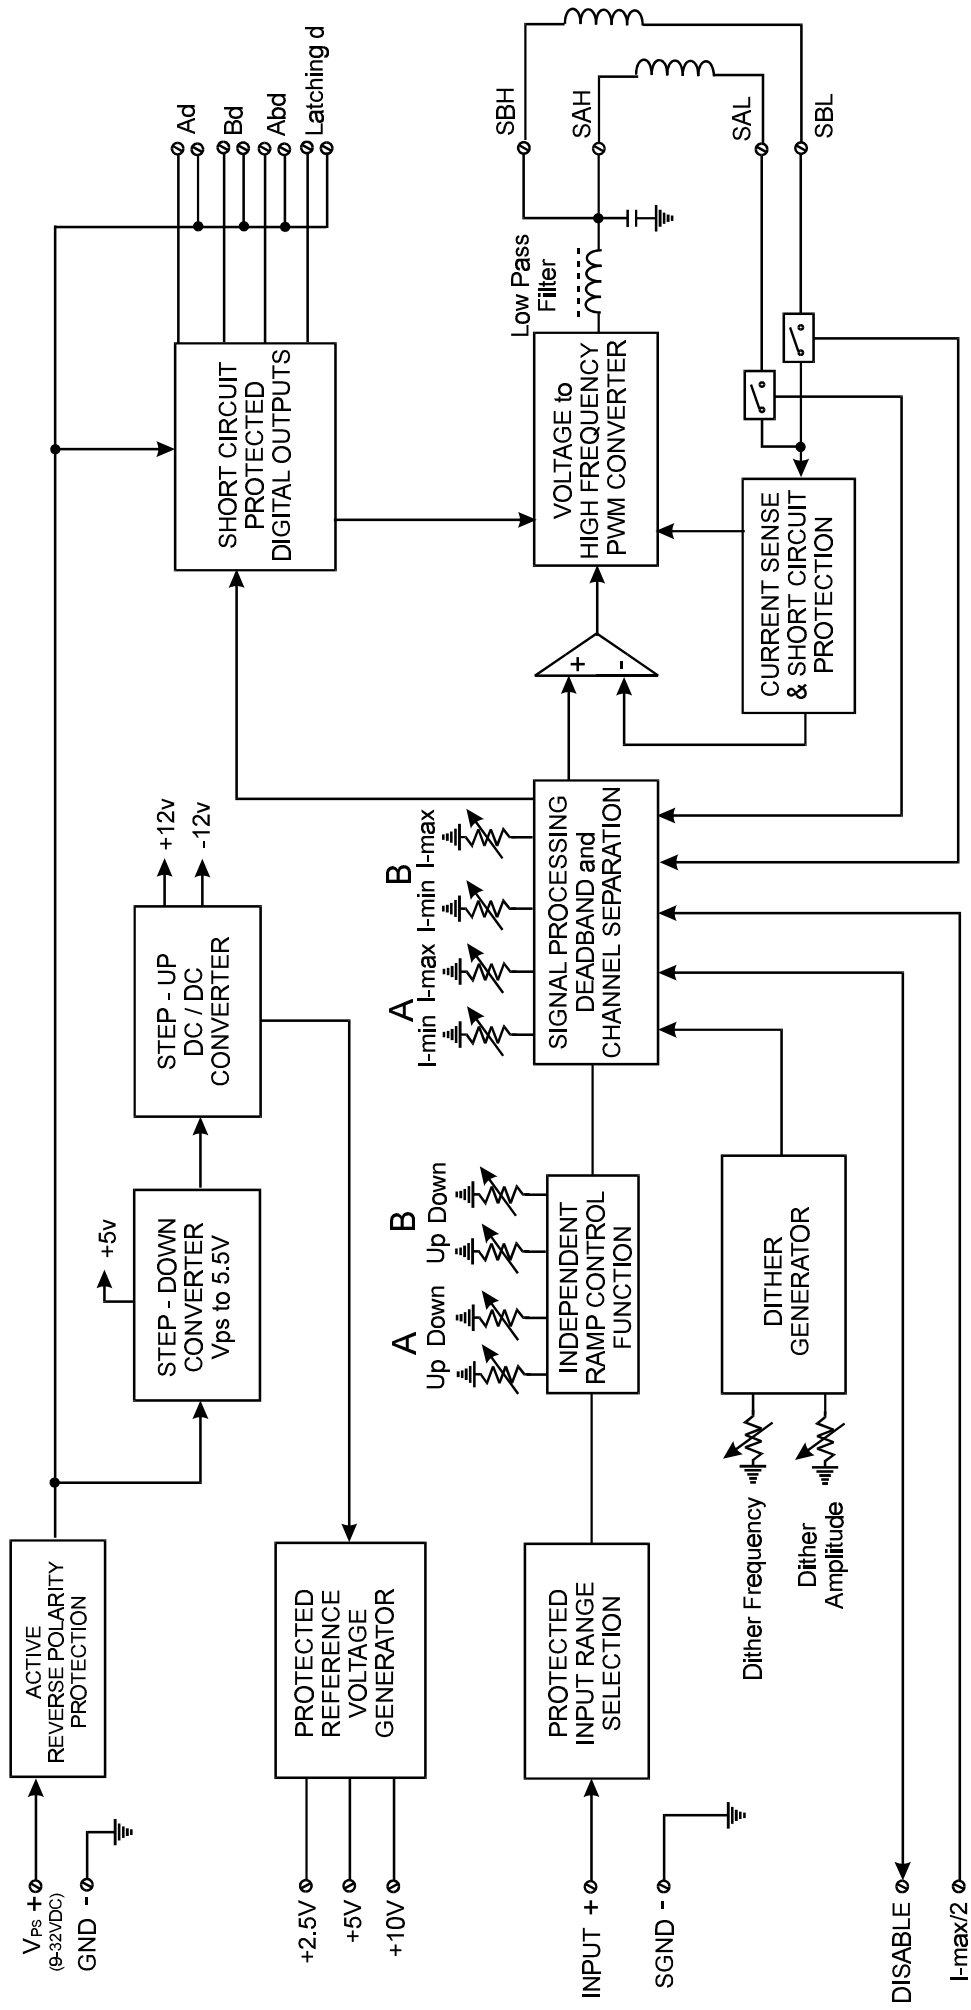 VPS +
(9-32VDC)
GND -
ACTIVE
REVERSE POLARITY
PROTECTION
+5v
STEP - DOWN
CONVERTER
Vps to 5.5V
STEP - UP
DC / DC
CONVERTER
+12v
-12v
SHORT CIRCUIT
PROTECTED
DIGITAL OUTPUTS
Ad
Bd
Abd
Latching d
+2.5V
+5V
+10V
PROTECTED
REFERENCE
VOLTAGE
GENERATOR
A
B
Up Down
Up Down
A
B
I-min I-max
I-min I-max
INPUT +
SGND -
PROTECTED
INPUT RANGE
SELECTION
INDEPENDENT
RAMP CONTROL
FUNCTION
SIGNAL PROCESSING
DEADBAND and
CHANNEL SEPARATION
+
-
VOLTAGE to
HIGH FREQUENCY
PWM CONVERTER
Low Pass
Filter
SBH
SAH
SAL
SBL
Dither Frequency
Dither
Amplitude
DITHER
GENERATOR
CURRENT SENSE
& SHORT CIRCUIT
PROTECTION
DISABLE
I-max/2